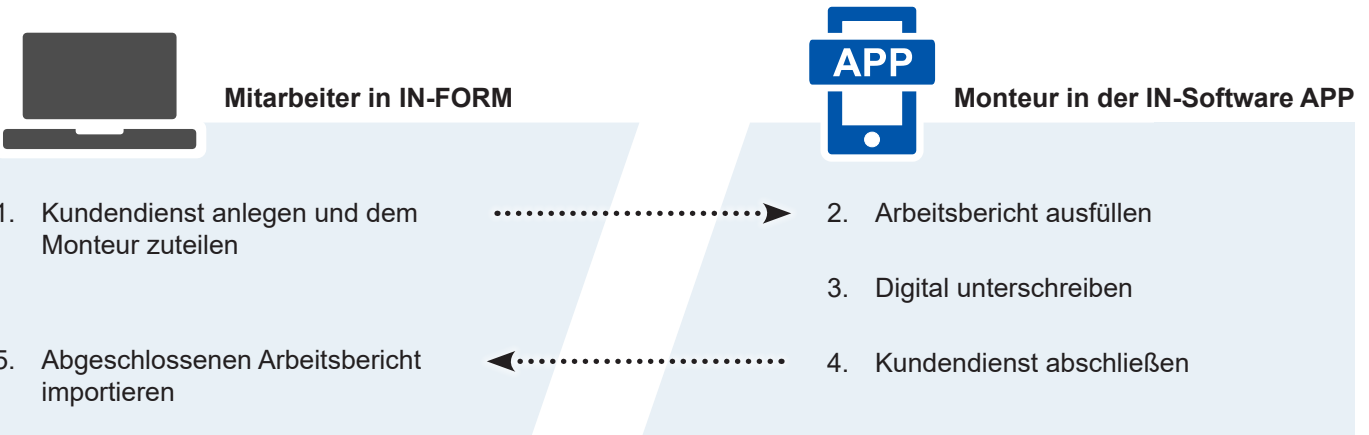 APP
Mitarbeiter in IN-FORM
Monteur in der IN-Software APP
1. Kundendienst anlegen und dem
Monteur zuteilen
2. Arbeitsbericht ausfüllen
3. Digital unterschreiben
4. Kundendienst abschließen
5. Abgeschlossenen Arbeitsbericht
importieren